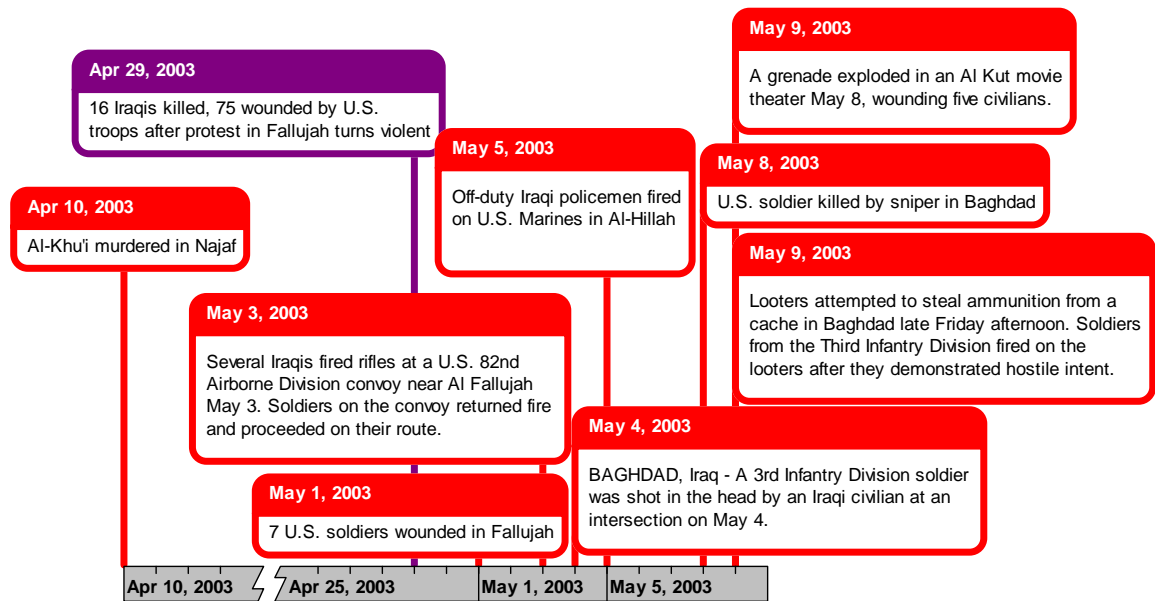 May 9, 2003
A grenade exploded in an Al Kut movie
theater May 8, wounding five civilians.
Apr 29, 2003
16 Iraqis killed, 75 wounded by U.S.
troops after protest in Fallujah turns violent
May 5, 2003
Off-duty Iraqi policemen fired
on U.S. Marines in Al-Hillah
May 8, 2003
U.S. soldier killed by sniper in Baghdad
Apr 10, 2003
Al-Khu'i murdered in Najaf
May 9, 2003
Looters attempted to steal ammunition from a
cache in Baghdad late Friday afternoon. Soldiers
from the Third Infantry Division fired on the
looters after they demonstrated hostile intent.
May 3, 2003
Several Iraqis fired rifles at a U.S. 82nd
Airborne Division convoy near Al Fallujah
May 3. Soldiers on the convoy returned fire
and proceeded on their route.
May 4, 2003
BAGHDAD, Iraq - A 3rd Infantry Division soldier
was shot in the head by an Iraqi civilian at an
intersection on May 4.
May 1, 2003
7 U.S. soldiers wounded in Fallujah
Apr 10, 2003
Apr 25, 2003
May 1, 2003
May 5, 2003